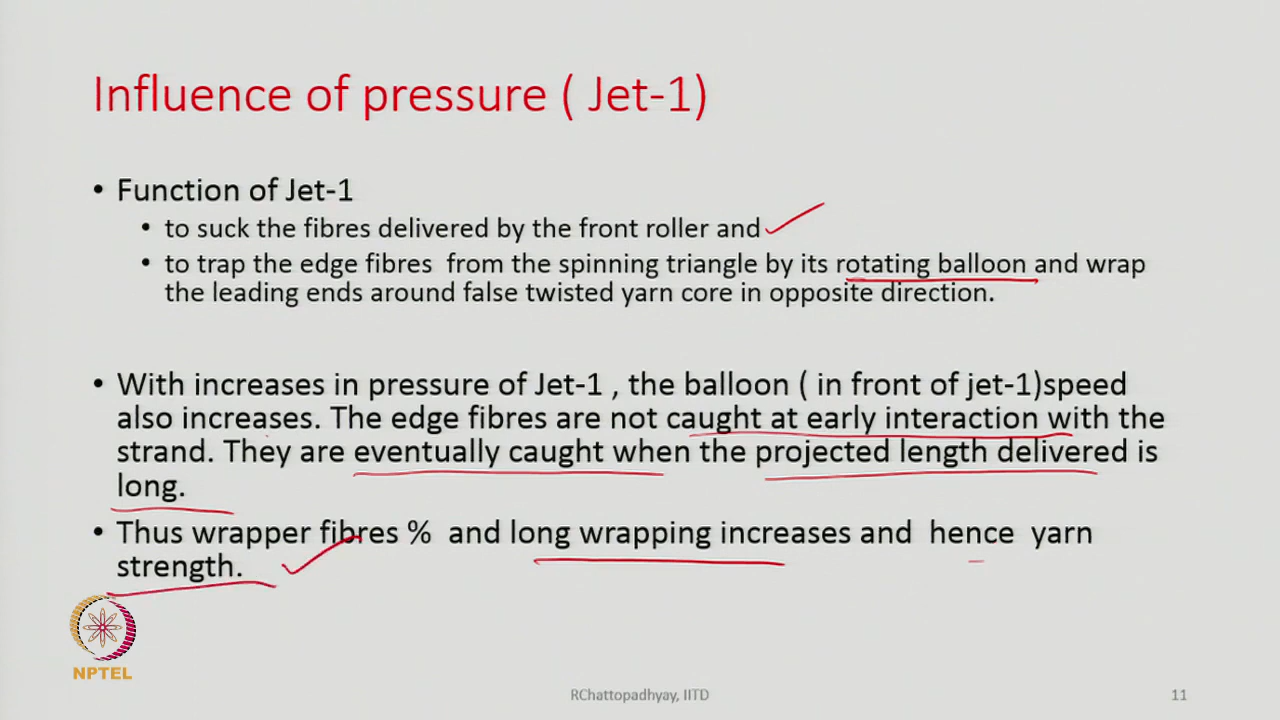 Influence of pressure ( Jet-1)
• Function of Jet-1
• to suck the fibres delivered by the front roller and
• to trap the edge fibres from the spinning triangle by its rotating balloon and wrap
the leading ends around false twisted yarn core in opposite direction.
• With increases in pressure of Jet-1 , the balloon ( in front of jet-1)speed
also increases. The edge fibres are not caught at early interaction with the
strand. They are eventually caught when the projected length delivered is
long.
• Thus wrapper fibres % and long wrapping increases and hence yarn
strength.
NPTEL
RChattopadhyay, IITD
11